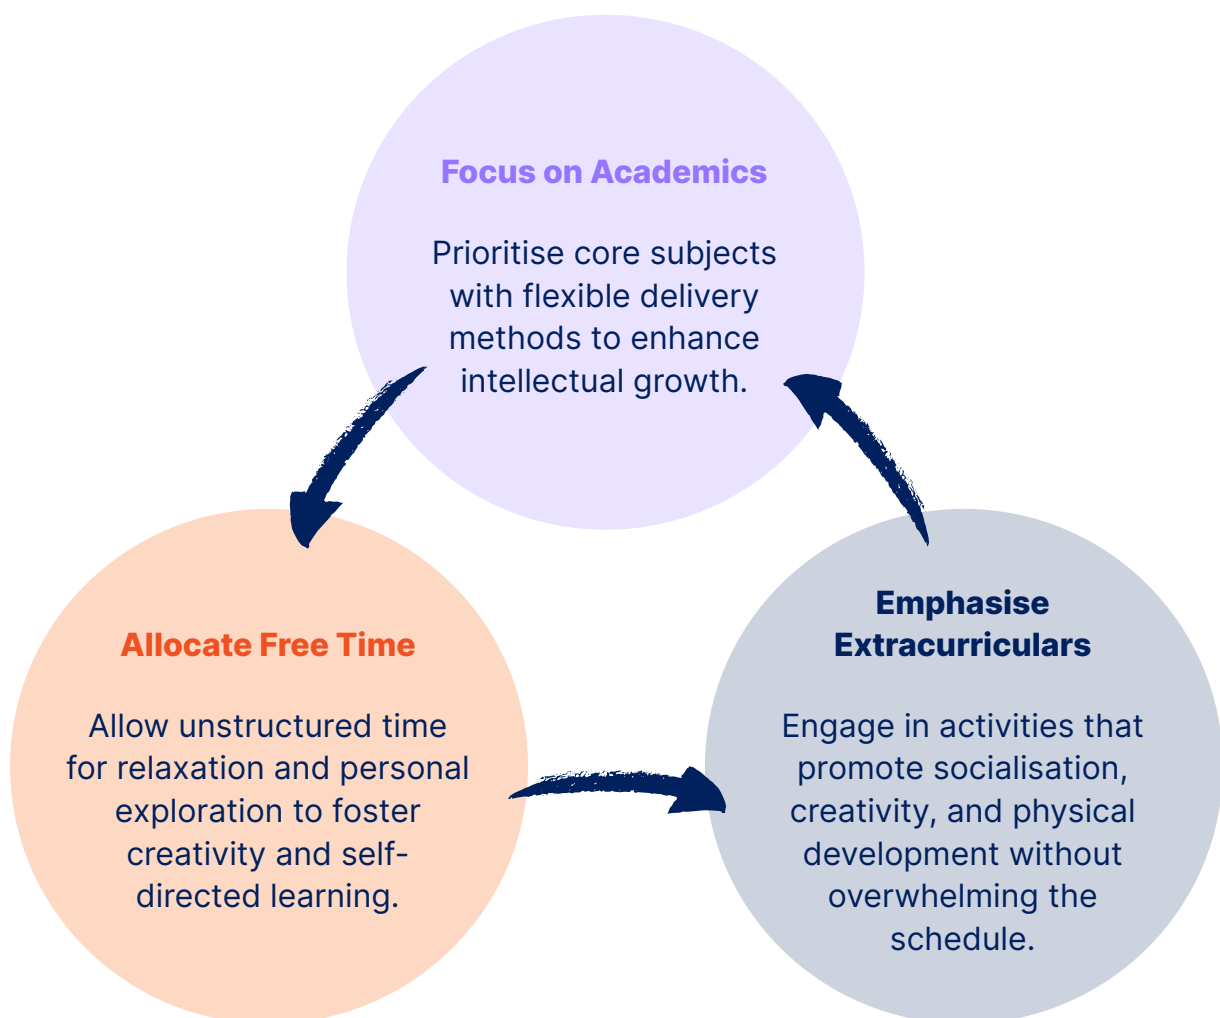 Focus on Academics
Prioritise core subjects
with flexible delivery
methods to enhance
intellectual growth.
Allocate Free Time
Allow unstructured time
for relaxation and personal
exploration to foster
creativity and self-
directed learning.
Emphasise
Extracurriculars
Engage in activities that
promote socialisation,
creativity, and physical
development without
overwhelming the
schedule.